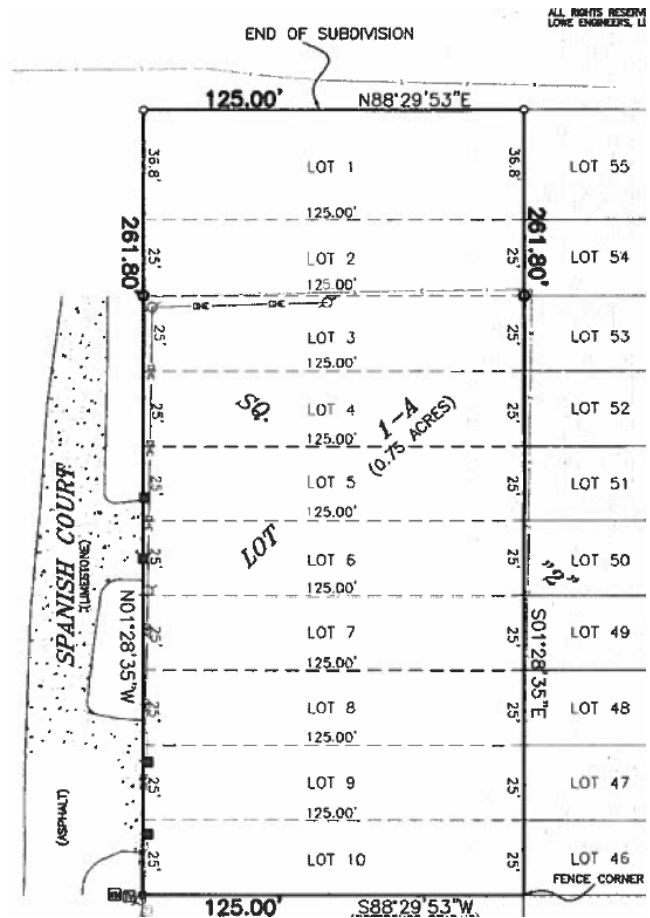 ALL RIGHTS RESERVE
LOWE ENGINEERS, LL
END OF SUBDIVISION
125.00' N88°29'53"E
36.8' LOT 1 36.8' LOT 55
125.00'
261.80' 261.80'
25' LOT 2 25' LOT 54
125.00'
OHE OHE
25' LOT 3 25' LOT 53
125.00'
SQ. 1-A
(0.75 ACRES)
25' LOT 4 25' LOT 52
125.00'
25' LOT 5 25' LOT 51
125.00'
SPANISH COURT
(LIMESTONE)
LOT
25' LOT 6 25' "2" LOT 50
125.00'
N01°28'35"W S01°28'35"E
25' LOT 7 25' LOT 49
125.00'
25' LOT 8 25' LOT 48
125.00'
(ASPHALT)
25' LOT 9 25' LOT 47
125.00'
25' LOT 10 25' LOT 46
FENCE CORNER
125.00' S88°29'53"W